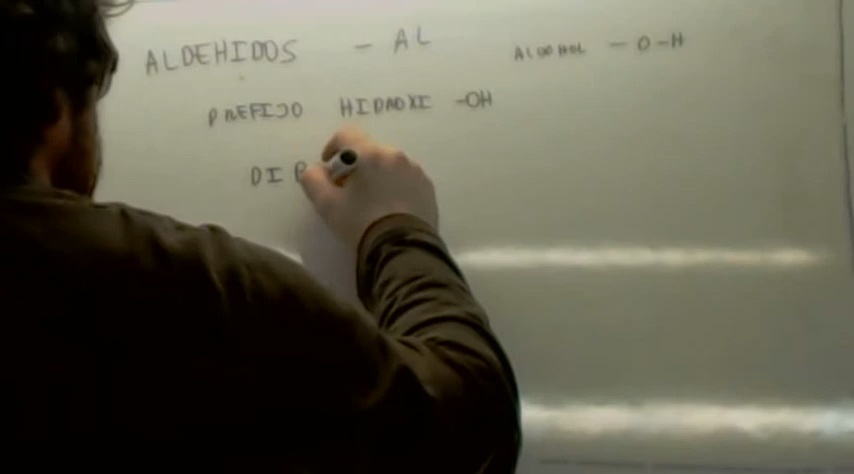 ALDEHIDOS - AL
ALCOHOL - O-H
PREFIJO HIDROXI -OH
DI